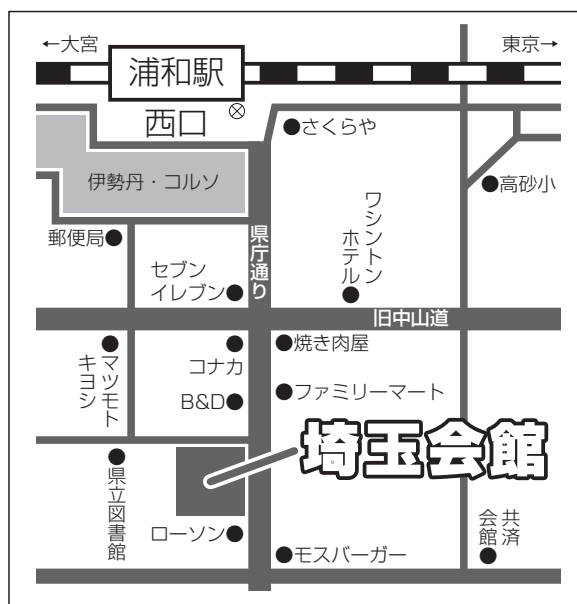 ←大宮
東京→
浦和駅
西口
さくらや
伊勢丹・コルソ
高砂小
郵便局
県庁通り
ワシントン
ホテル
セブン
イレブン
旧中山道
マツモト
キヨシ
コナカ
焼き肉屋
B&D
ファミリーマート
埼玉会館
県立図書館
ローソン
モスバーガー
共済
会館